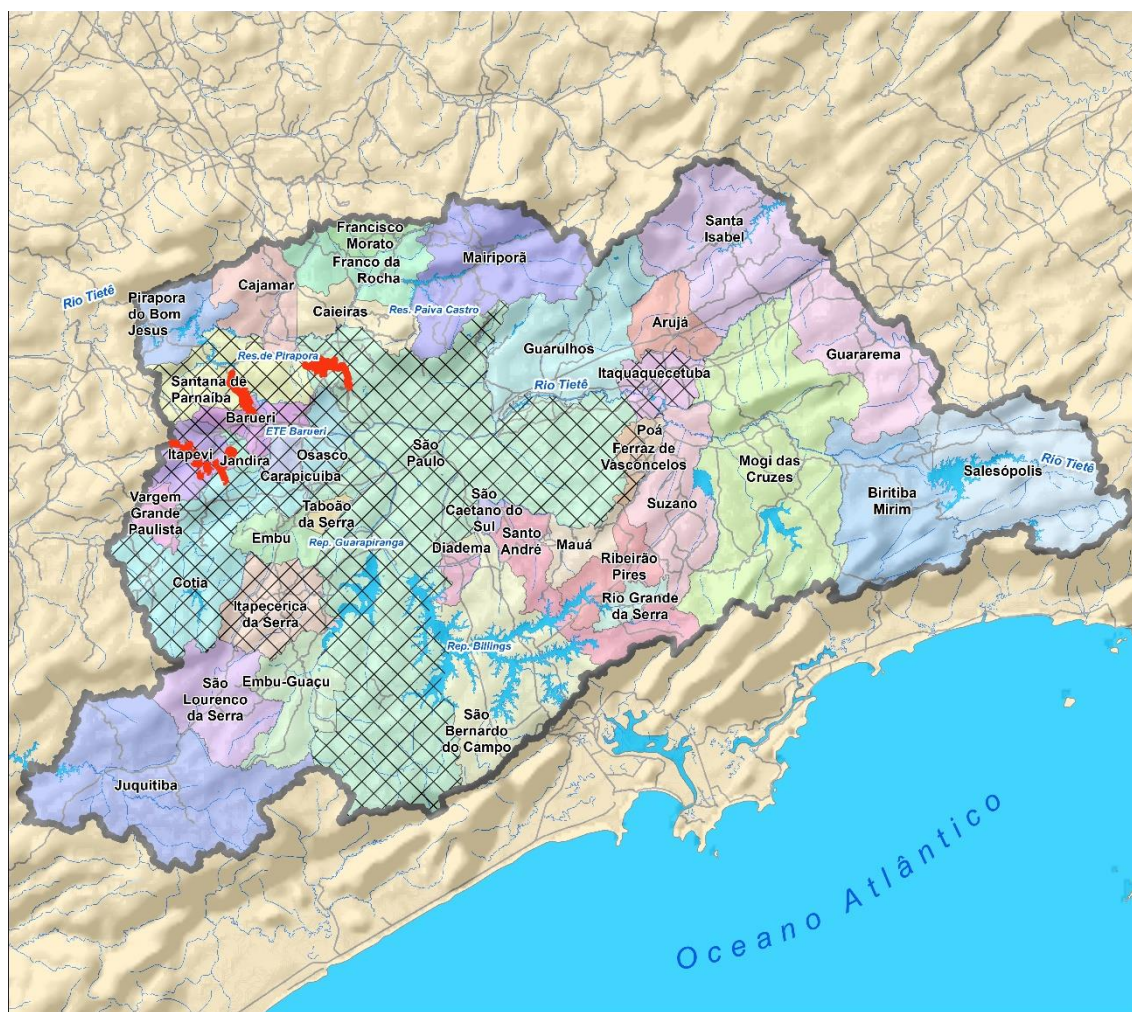 Santa
Isabel
Francisco
Morato
Franco da
Rocha
Mairiporã
Cajamar
Rio Tietê
Pirapora
do Bom
Jesus
Caieiras
Res. Paiva Castro
Arujá
Guarulhos
Guararema
Res.de Pirapora
Itaquaquecetuba
Santana de
Parnaíba
Rio Tietê
Barueri
ETE Barueri
Poá
Ferraz de
Vasconcelos
Itapevi
Jandira
Osasco
Carapicuiba
São
Paulo
Mogi das
Cruzes
Salesópolis
Rio Tietê
Biritiba
Mirim
Suzano
Vargem
Grande
Paulista
Taboão
da Serra
São
Caetano do
Sul
Embu
Rep. Guarapiranga
Diadema
Santo
André
Mauá
Ribeirão
Pires
Cotia
Itapecerica
da Serra
Rio Grande
da Serra
Rep. Billings
São
Lourenco
da Serra
Embu-Guaçu
São
Bernardo
do Campo
Juquitiba
Oceano Atlântico